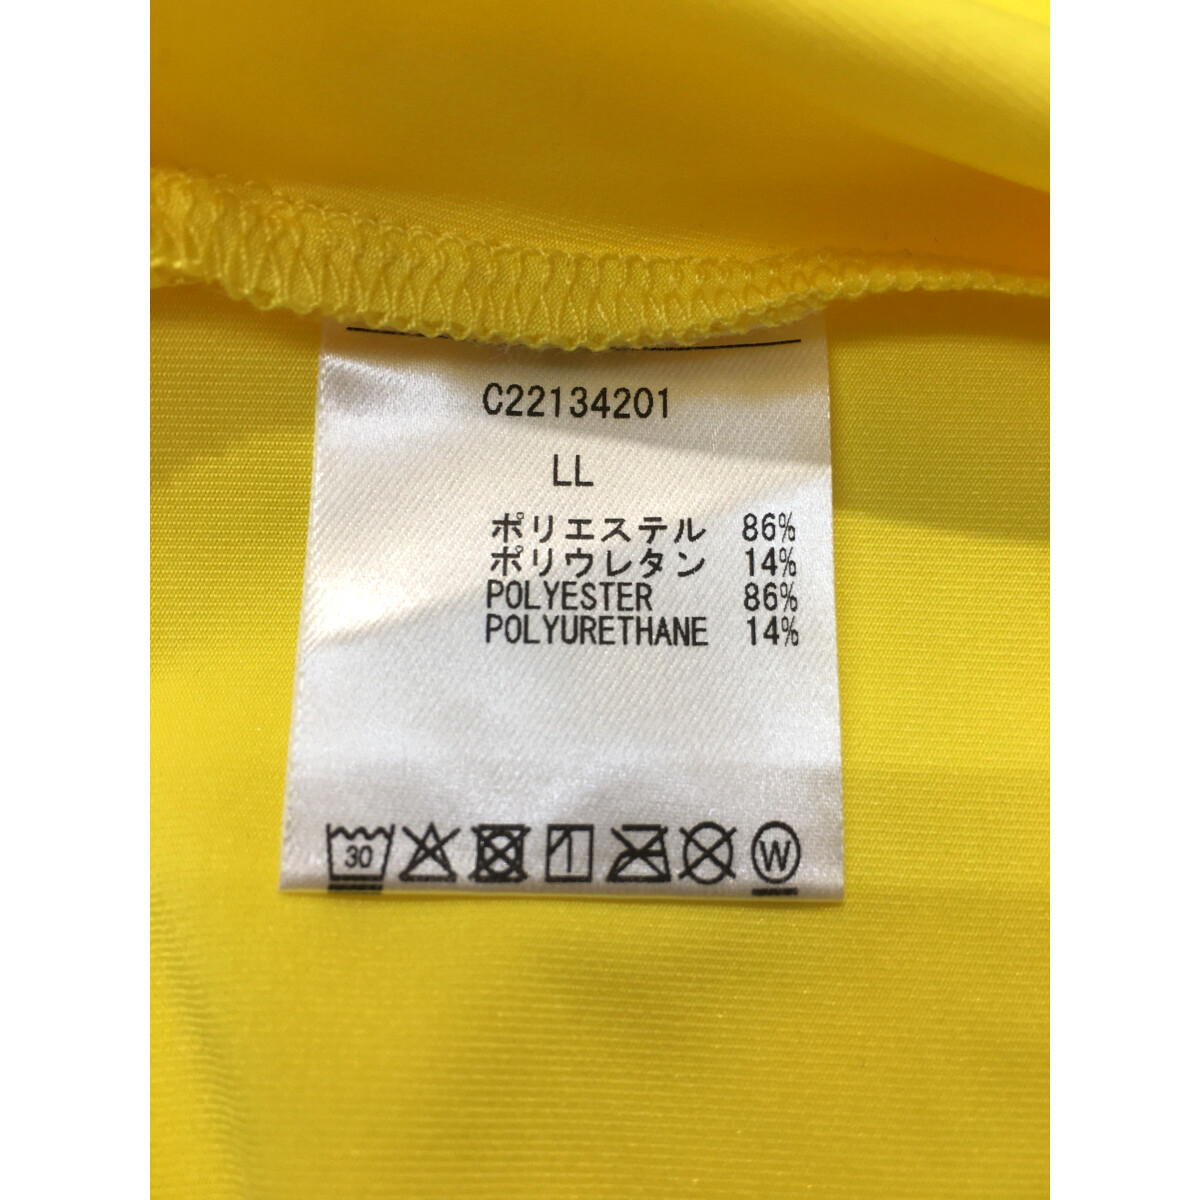 C22134201
LL
ポリエステル 86%
ポリウレタン 14%
POLYESTER 86%
POLYURETHANE 14%
30 W